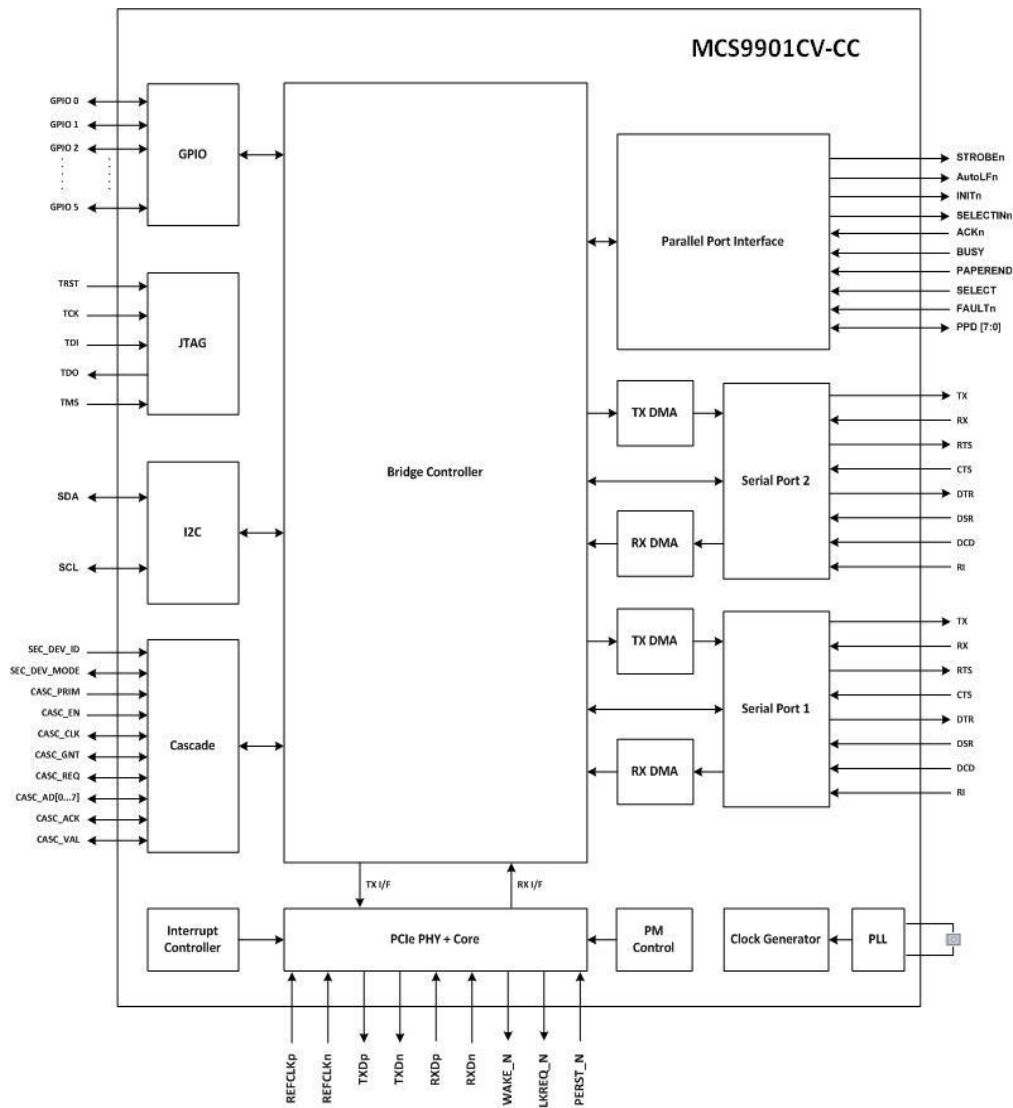 MCS9901CV-CC
GPIO 0
GPIO 1
GPIO 2
GPIO 5
GPIO
TRST
TCK
TDI
TDO
TMS
JTAG
SDA
SCL
I2C
SEC_DEV_ID
SEC_DEV_MODE
CASC_PRIM
CASC_EN
CASC_CLK
CASC_GNT
CASC_REQ
CASC_AD[0...7]
CASC_ACK
CASC_VAL
Cascade
Bridge Controller
Parallel Port Interface
STROBEn
AutoLFn
INITn
SELECTINn
ACKn
BUSY
PAPEREND
SELECT
FAULTn
PPD [7:0]
TX DMA
RX DMA
Serial Port 2
TX
RX
RTS
CTS
DTR
DSR
DCD
RI
TX DMA
RX DMA
Serial Port 1
TX
RX
RTS
CTS
DTR
DSR
DCD
RI
TX I/F
RX I/F
Interrupt
Controller
PCIe PHY + Core
PM
Control
Clock Generator
PLL
REFCLKp
REFCLKn
TXDp
TXDn
RXDp
RXDn
WAKE_N
LKREQ_N
PERST_N